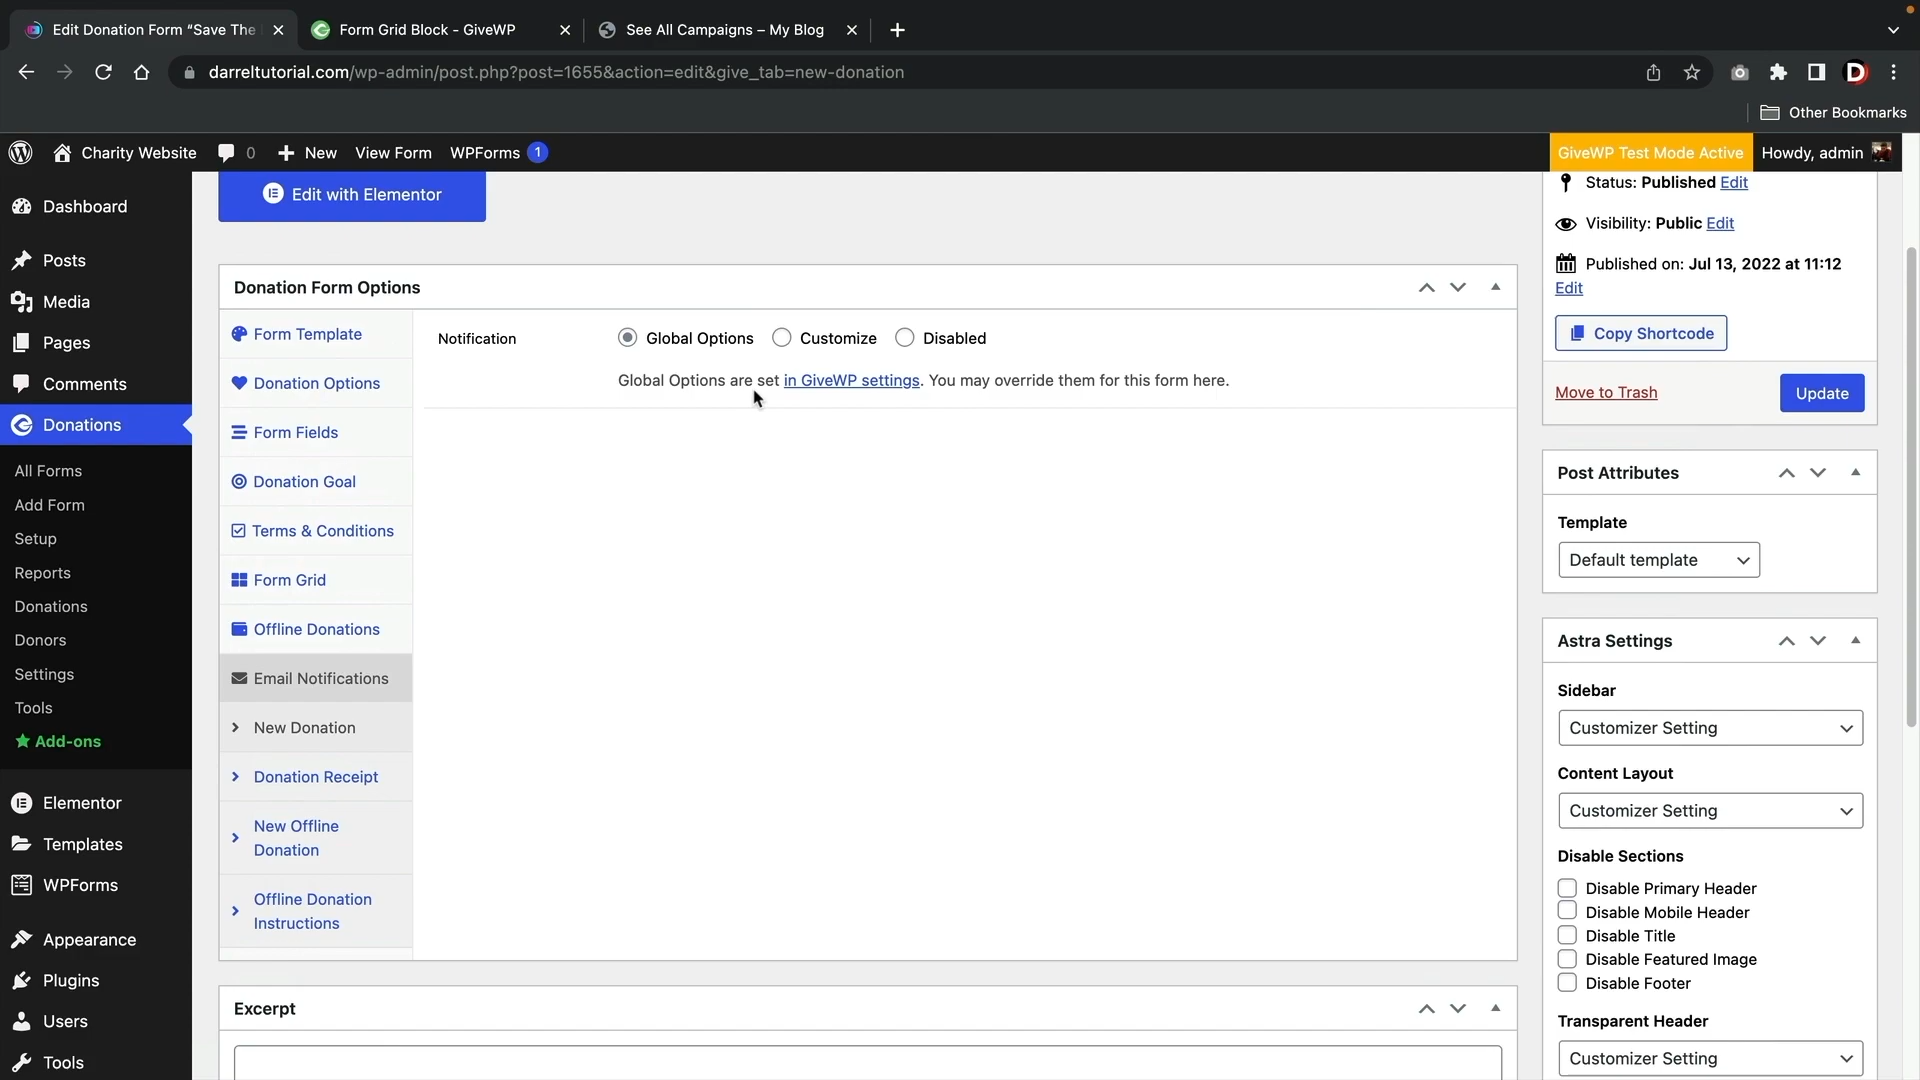 Edit Donation Form “Save The
Form Grid Block - GiveWP
See All Campaigns – My Blog
darreltutorial.com/wp-admin/post.php?post=1655&action=edit&give_tab=new-donation
D
Other Bookmarks
Charity Website
0
New
View Form
WPForms 1
GiveWP Test Mode Active
Howdy, admin
Dashboard
Posts
Media
Pages
Comments
Donations
All Forms
Add Form
Setup
Reports
Donations
Donors
Settings
Tools
Add-ons
Elementor
Templates
WPForms
Appearance
Plugins
Users
Tools
Edit with Elementor
Donation Form Options
Form Template
Donation Options
Form Fields
Donation Goal
Terms & Conditions
Form Grid
Offline Donations
Email Notifications
New Donation
Donation Receipt
New Offline
Donation
Offline Donation
Instructions
Notification
Global Options
Customize
Disabled
Global Options are set in GiveWP settings. You may override them for this form here.
Excerpt
Status: Published Edit
Visibility: Public Edit
Published on: Jul 13, 2022 at 11:12
Edit
Copy Shortcode
Move to Trash
Update
Post Attributes
Template
Default template
Astra Settings
Sidebar
Customizer Setting
Content Layout
Customizer Setting
Disable Sections
Disable Primary Header
Disable Mobile Header
Disable Title
Disable Featured Image
Disable Footer
Transparent Header
Customizer Setting